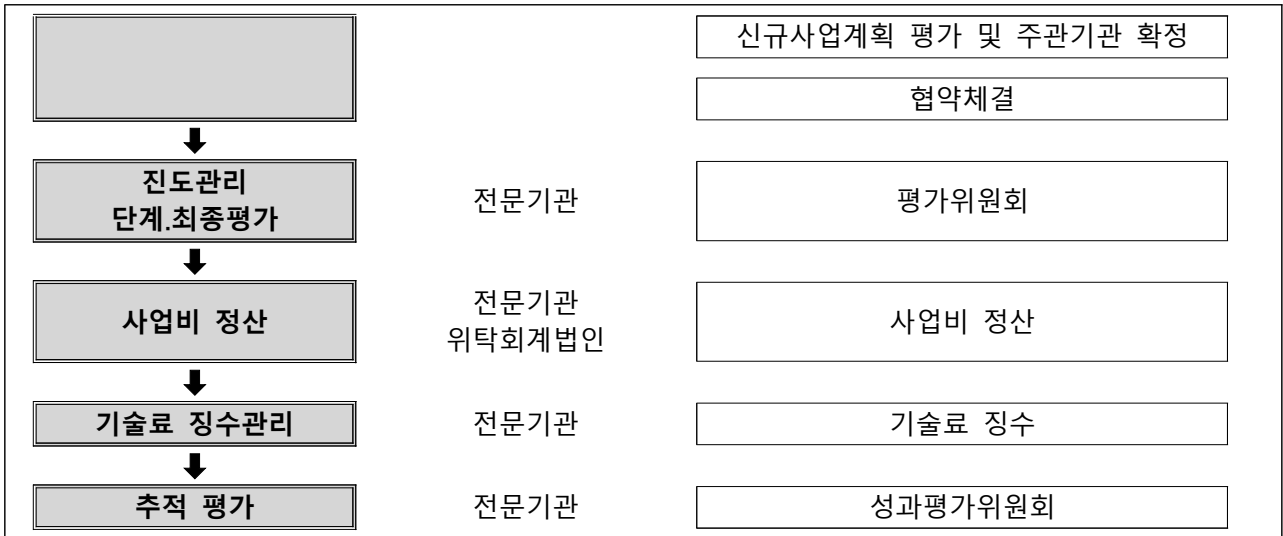 신규사업계획 평가 및 주관기관 확정
협약체결
진도관리
단계.최종평가
전문기관
평가위원회
사업비 정산
전문기관
위탁회계법인
사업비 정산
기술료 징수관리
전문기관
기술료 징수
추적 평가
전문기관
성과평가위원회